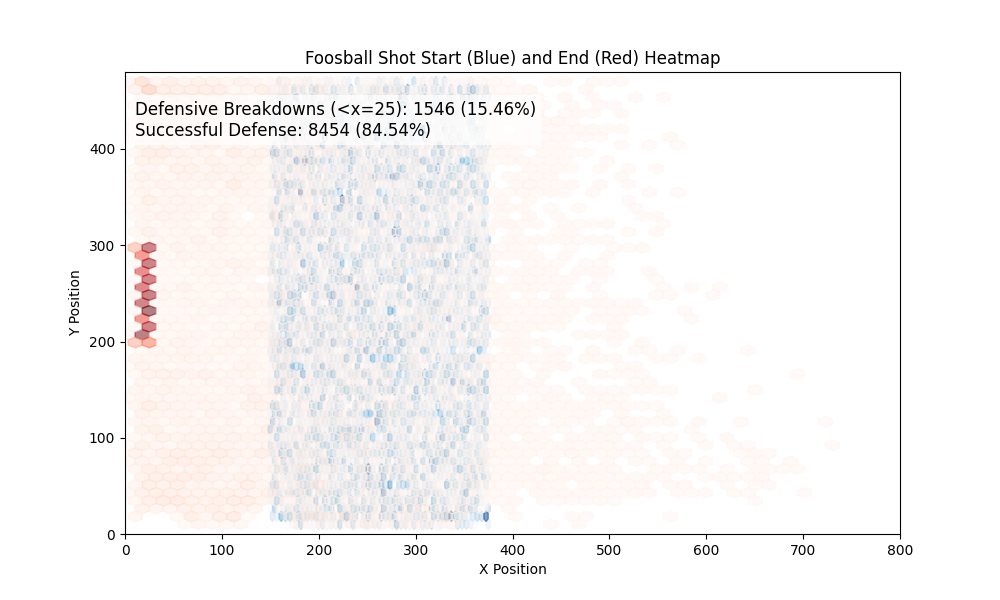 Foosball Shot Start (Blue) and End (Red) Heatmap
Defensive Breakdowns (<x=25): 1546 (15.46%)
Successful Defense: 8454 (84.54%)
400
300
200
100
0
Y Position
0 100 200 300 400 500 600 700 800
X Position